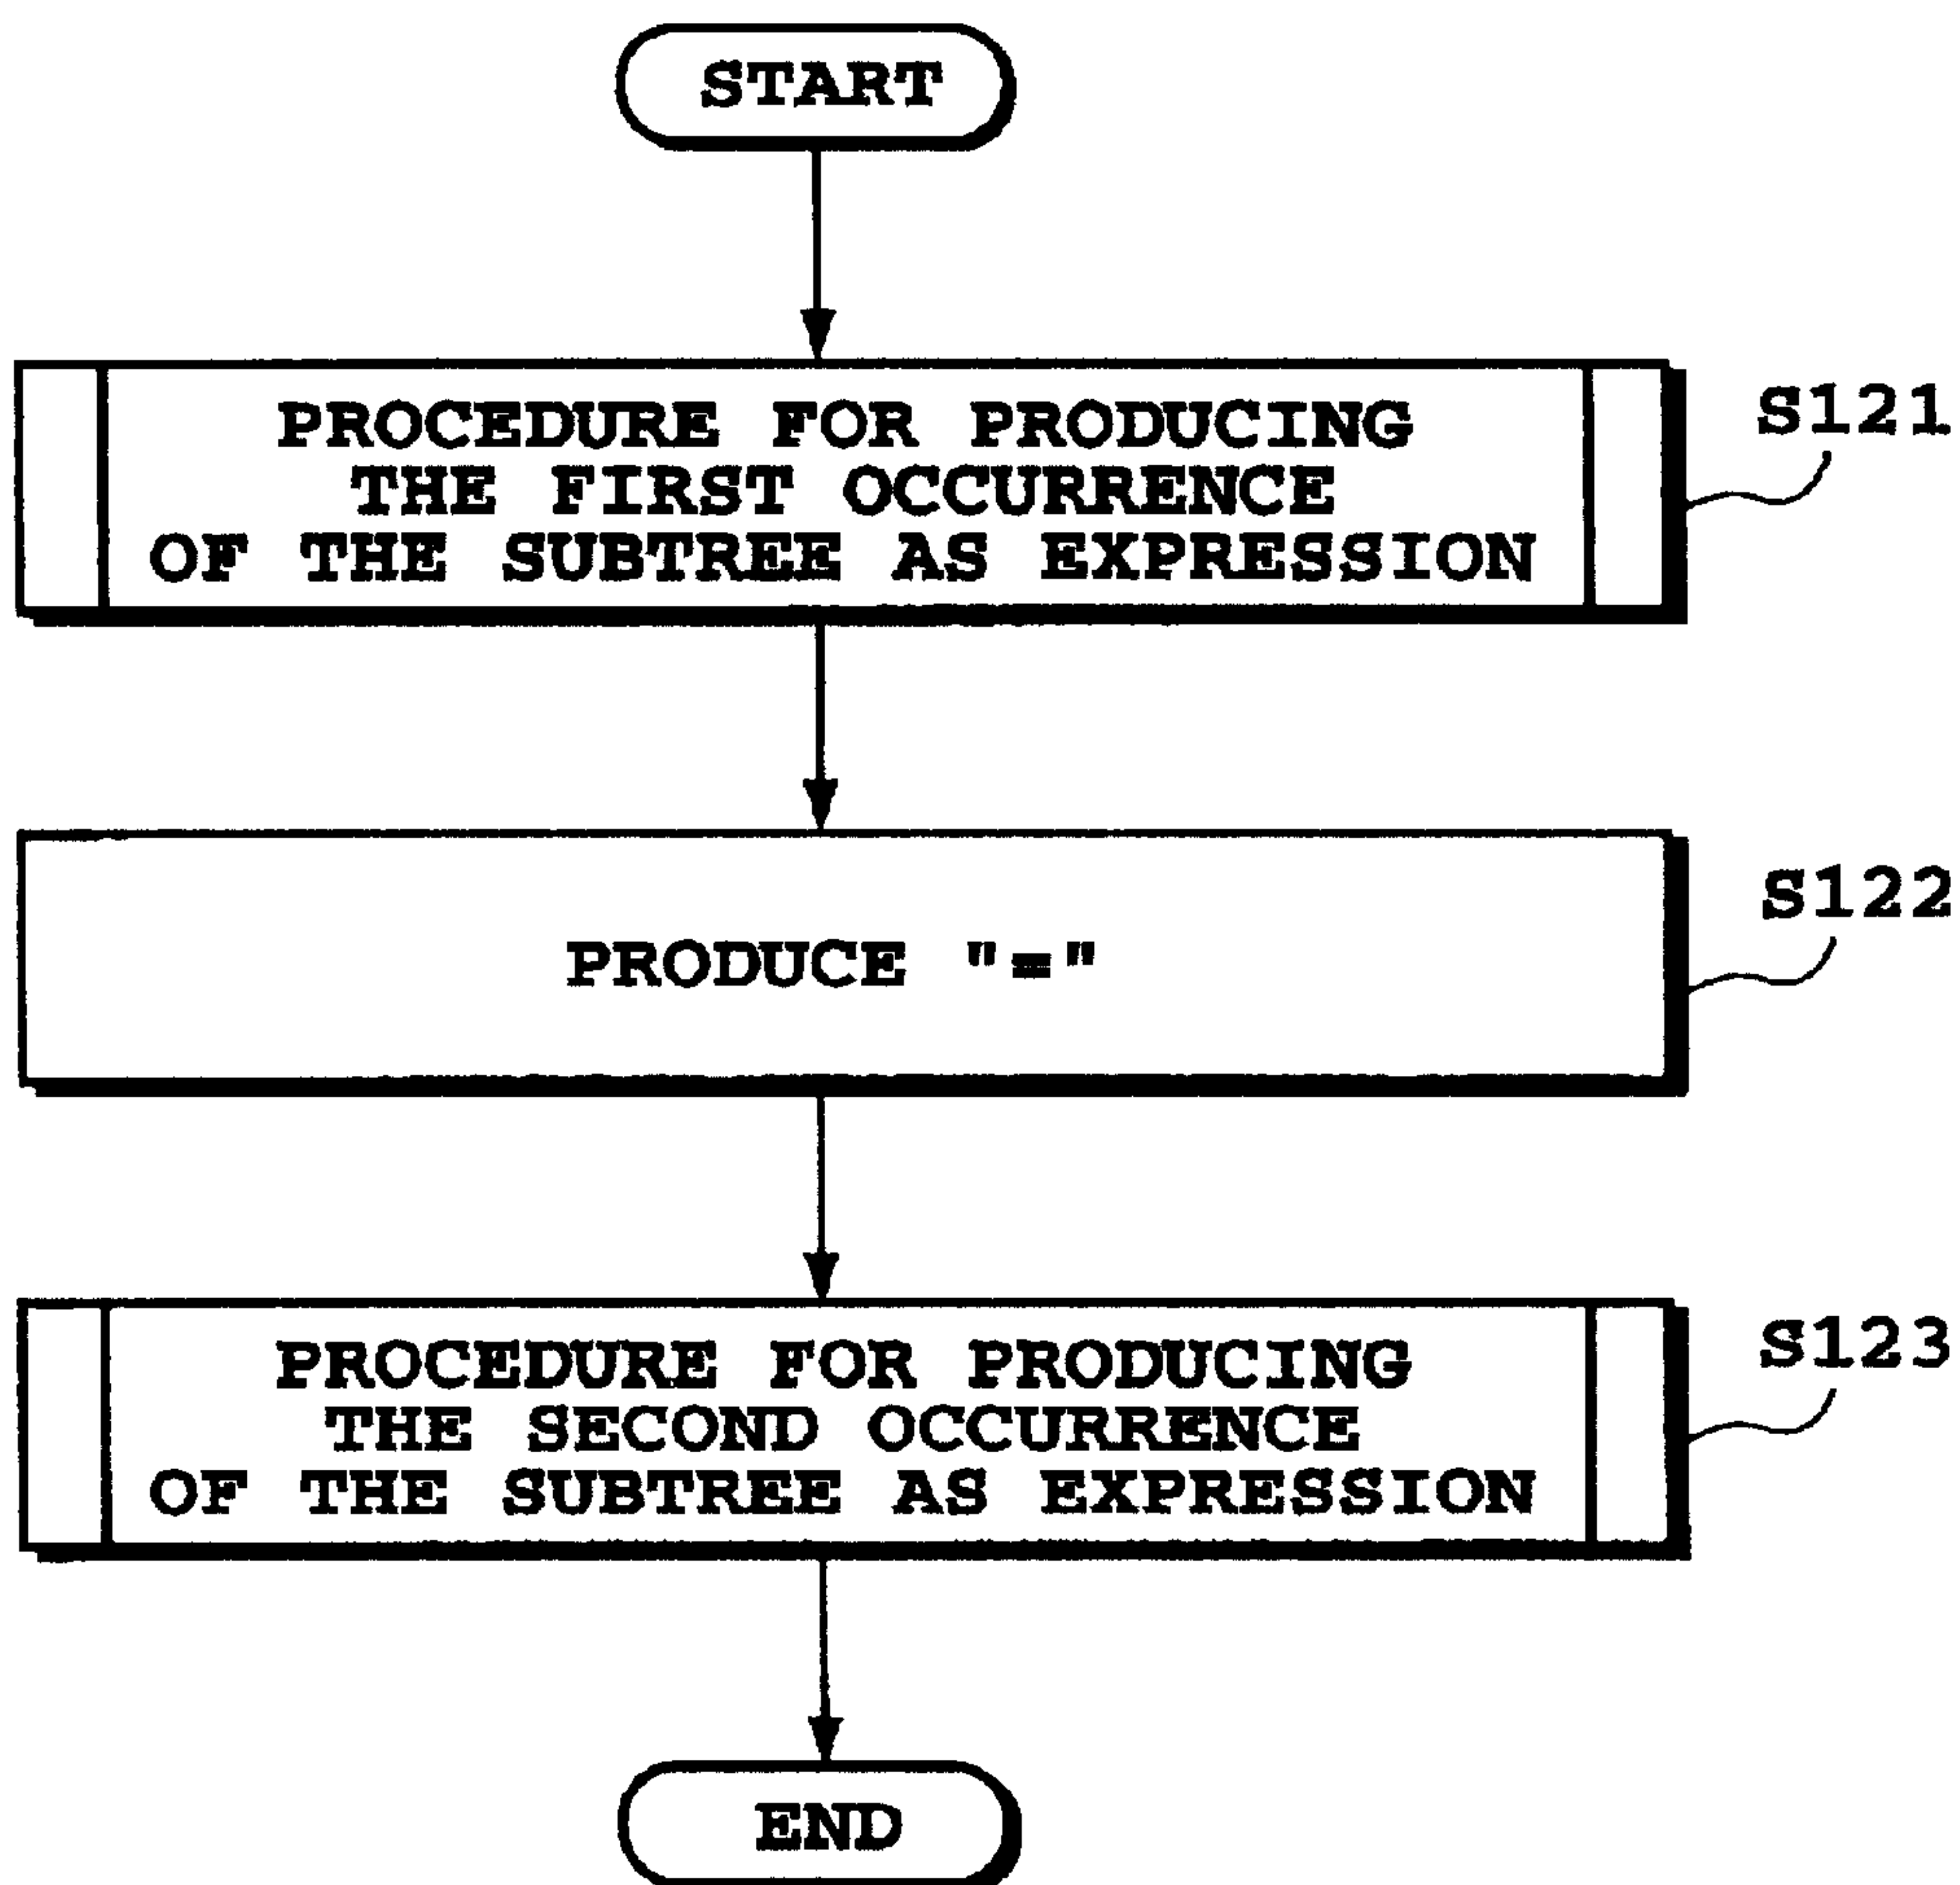 START
PROCEDURE FOR PRODUCING
THE FIRST OCCURRENCE
OF THE SUBTREE AS EXPRESSION
S121
PRODUCE "="
S122
PROCEDURE FOR PRODUCING
THE SECOND OCCURRENCE
OF THE SUBTREE AS EXPRESSION
S123
END